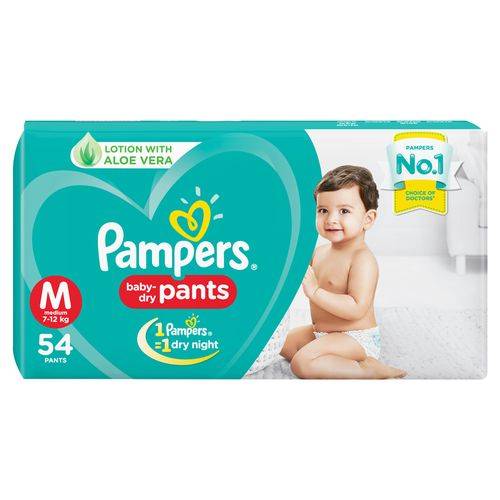 LOTION WITH
ALOE VERA
Pampers®
baby-
dry
pants
1 Pampers®
=1 dry night
M
medium
7-12 kg
54
PANTS
PAMPERS
No.1
CHOICE OF
DOCTORS*